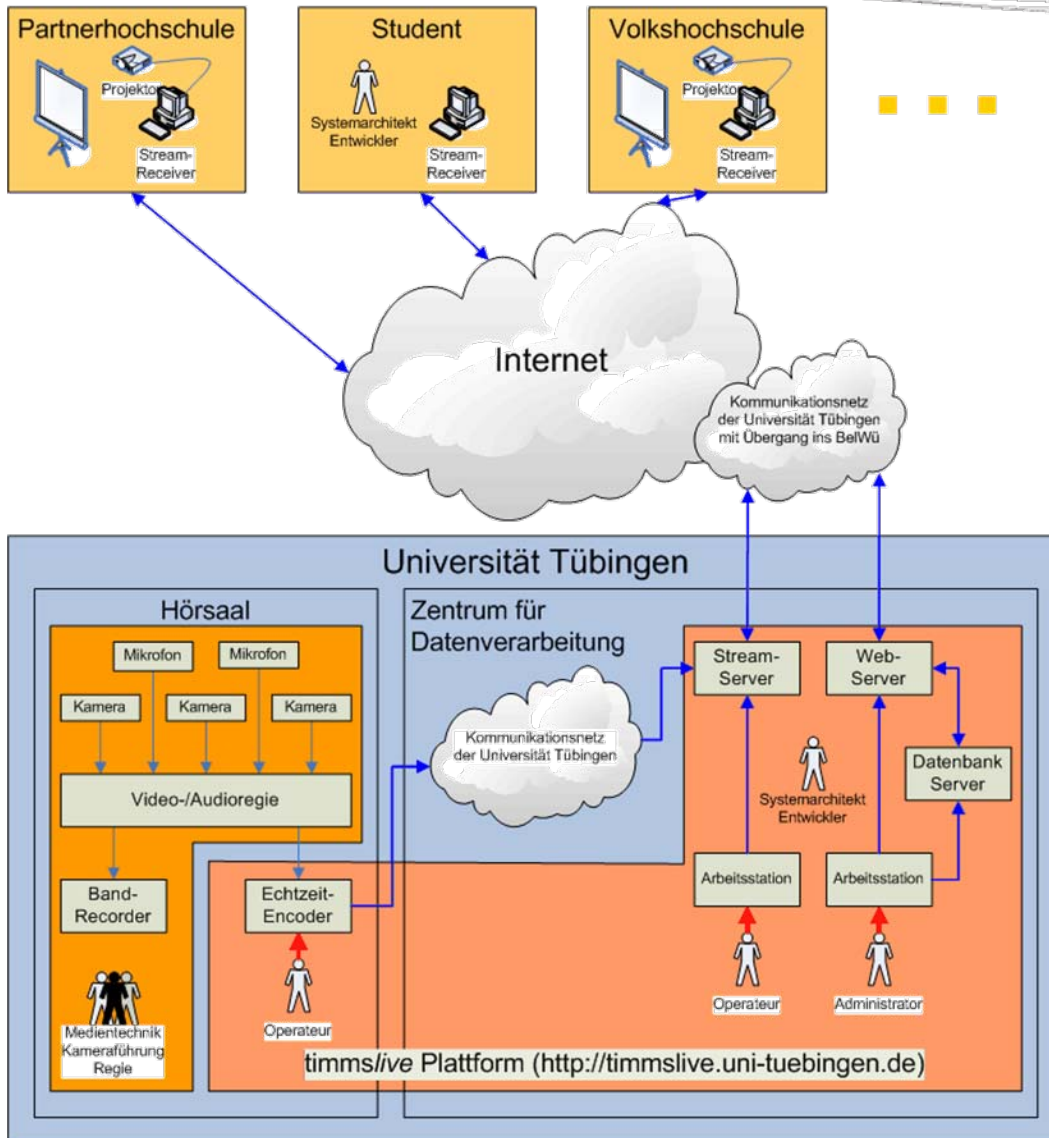 Partnerhochschule
Projektor
Stream-
Receiver
Student
Systemarchitekt
Entwickler
Stream-
Receiver
Volkshochschule
Projektor
Stream-
Receiver
Internet
Kommunikationsnetz
der Universität Tübingen
mit Übergang ins BelWü
Universität Tübingen
Hörsaal
Mikrofon
Mikrofon
Kamera
Kamera
Kamera
Video-/Audioregie
Band-
Recorder
Echtzeit-
Encoder
Medientechnik
Kameraführung
Regie
Operateur
Zentrum für
Datenverarbeitung
Kommunikationsnetz
der Universität Tübingen
Stream-
Server
Web-
Server
Datenbank
Server
Systemarchitekt
Entwickler
Arbeitsstation
Arbeitsstation
Operateur
Administrator
timmslive Plattform (http://timmslive.uni-tuebingen.de)